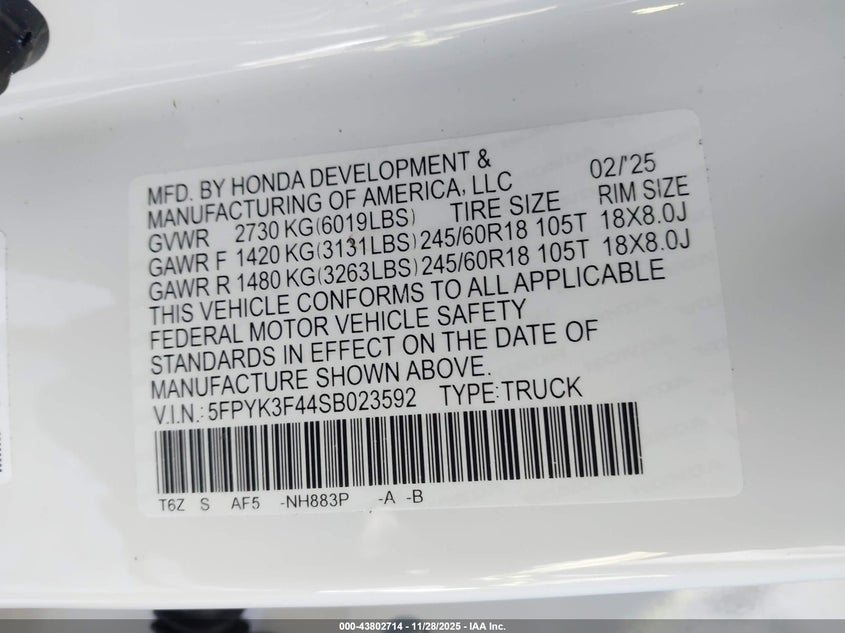 MFD. BY HONDA DEVELOPMENT & 02/'25
MANUFACTURING OF AMERICA, LLC
TIRE SIZE RIM SIZE
GVWR 2730 KG(6019LBS)
GAWR F 1420 KG(3131LBS) 245/60R18 105T 18X8.0J
GAWR R 1480 KG(3263LBS) 245/60R18 105T 18X8.0J
THIS VEHICLE CONFORMS TO ALL APPLICABLE
FEDERAL MOTOR VEHICLE SAFETY
STANDARDS IN EFFECT ON THE DATE OF
MANUFACTURE SHOWN ABOVE.
V.I.N.: 5FPYK3F44SB023592 TYPE:TRUCK
T6Z S AF5 -NH883P -A -B
000-43802714 - 11/28/2025 - IAA Inc.